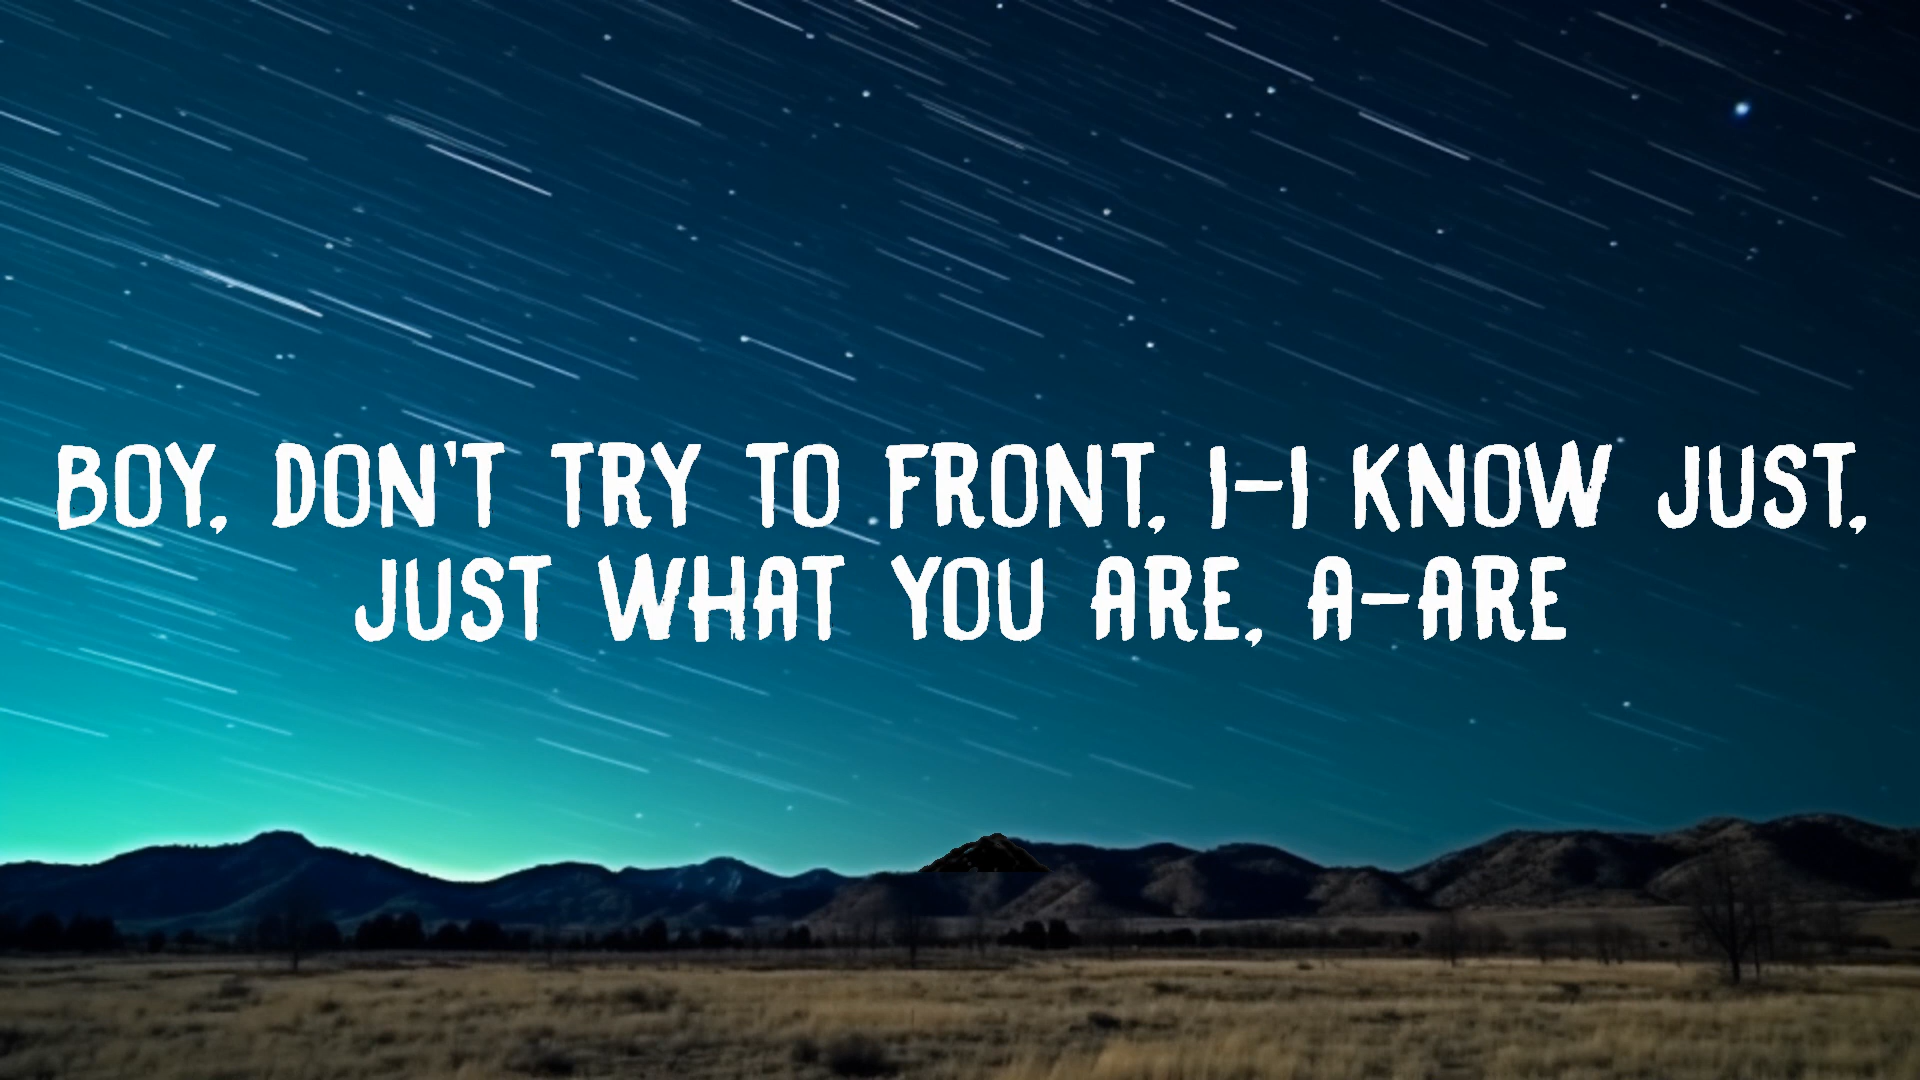 BOY, DON'T TRY TO FRONT, I-I KNOW JUST,
JUST WHAT YOU ARE, A-ARE